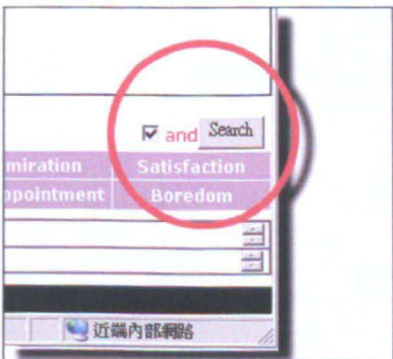 and Search
miration Satisfaction
ppointment Boredom
近端內部網路